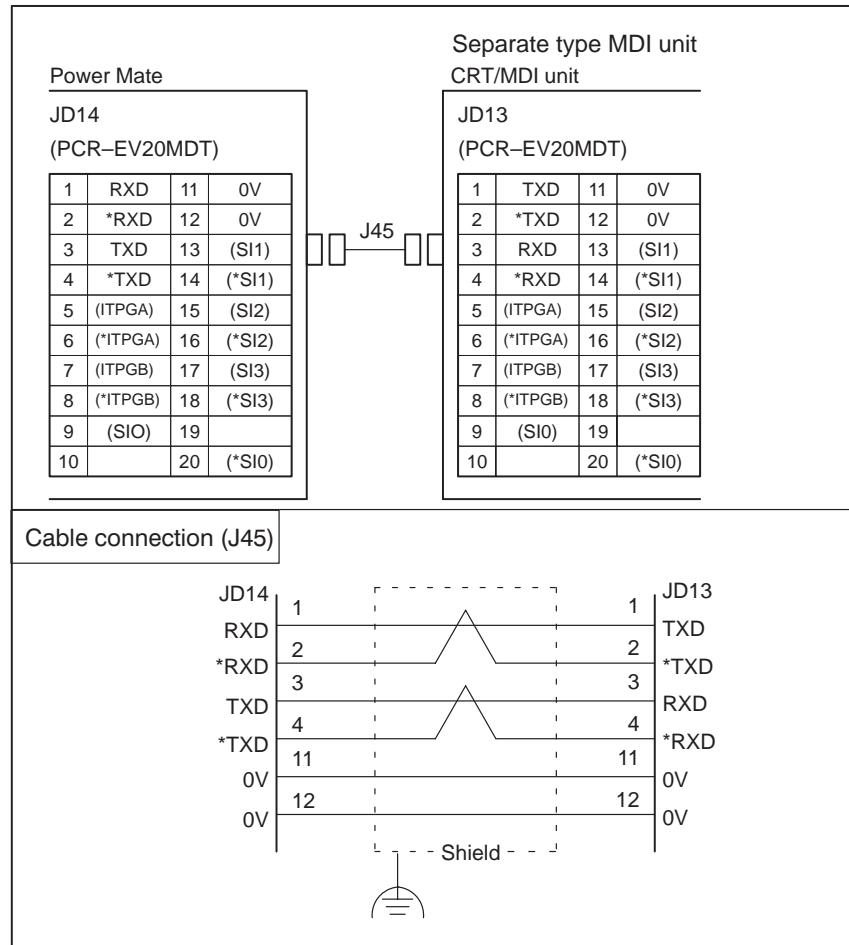 Separate type MDI unit
Power Mate
CRT/MDI unit
JD14
(PCR–EV20MDT)
1 RXD 11 0V
2 *RXD 12 0V
3 TXD 13 (SI1)
4 *TXD 14 (*SI1)
5 (ITPGA) 15 (SI2)
6 (*ITPGA) 16 (*SI2)
7 (ITPGB) 17 (SI3)
8 (*ITPGB) 18 (*SI3)
9 (SIO) 19
10 20 (*SI0)
J45
JD13
(PCR–EV20MDT)
1 TXD 11 0V
2 *TXD 12 0V
3 RXD 13 (SI1)
4 *RXD 14 (*SI1)
5 (ITPGA) 15 (SI2)
6 (*ITPGA) 16 (*SI2)
7 (ITPGB) 17 (SI3)
8 (*ITPGB) 18 (*SI3)
9 (SI0) 19
10 20 (*SI0)
Cable connection (J45)
JD14 JD13
1 1
RXD TXD
2 2
*RXD *TXD
3 3
TXD RXD
4 4
*TXD *RXD
11 11
0V 0V
12 12
0V 0V
Shield